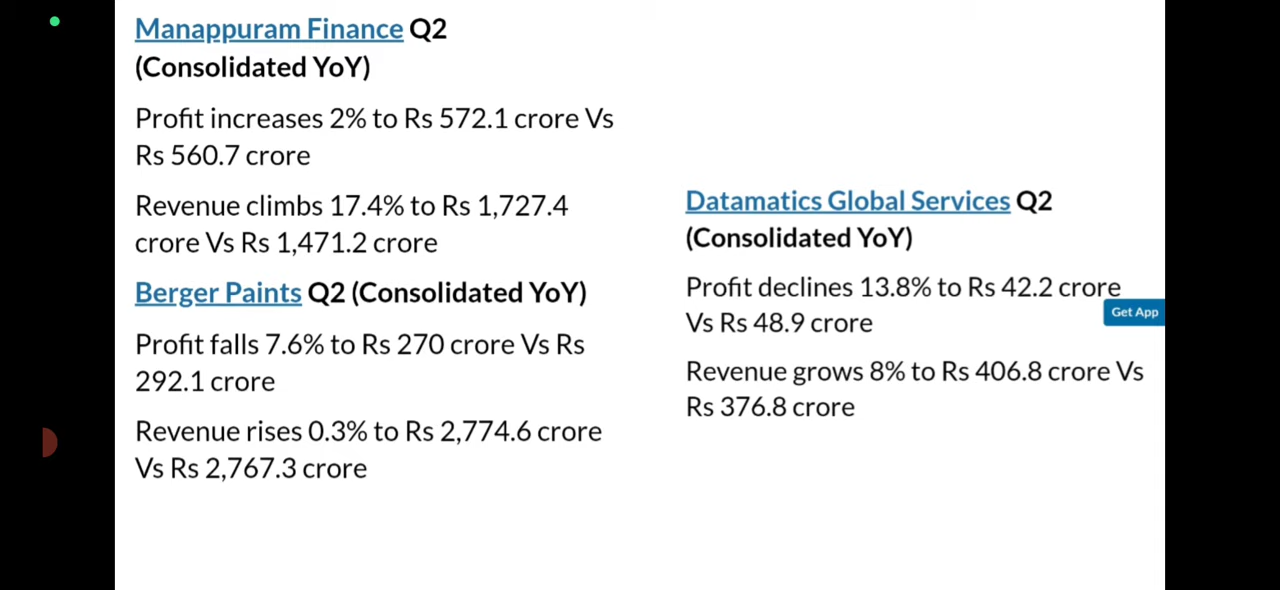 Manappuram Finance Q2
(Consolidated YoY)
Profit increases 2% to Rs 572.1 crore Vs
Rs 560.7 crore
Revenue climbs 17.4% to Rs 1,727.4
crore Vs Rs 1,471.2 crore
Berger Paints Q2 (Consolidated YoY)
Profit falls 7.6% to Rs 270 crore Vs Rs
292.1 crore
Revenue rises 0.3% to Rs 2,774.6 crore
Vs Rs 2,767.3 crore
Datamatics Global Services Q2
(Consolidated YoY)
Profit declines 13.8% to Rs 42.2 crore
Vs Rs 48.9 crore
Get App
Revenue grows 8% to Rs 406.8 crore Vs
Rs 376.8 crore